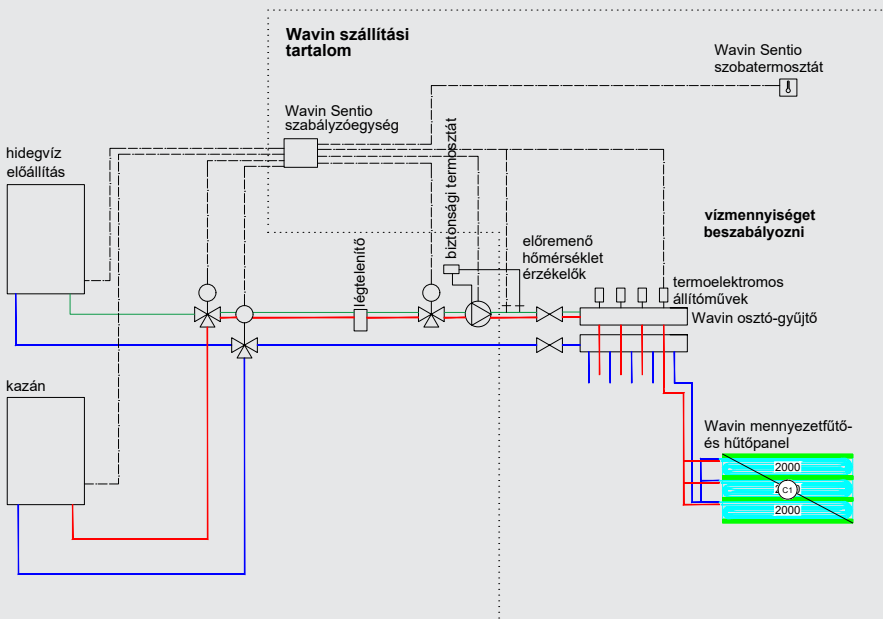 Wavin szállítási
tartalom
Wavin Sentio
szobatermosztát
Wavin Sentio
szabályzóegység
biztonsági termosztát
hidegvíz
előállítás
vízmennyiséget
beszabályozni
előremenő
hőmérséklet
érzékelők
légtelenítő
termoelektromos
állítóművek
Wavin osztó-gyűjtő
kazán
Wavin mennyezetfűtő-
és hűtőpanel
2000
C1
2000